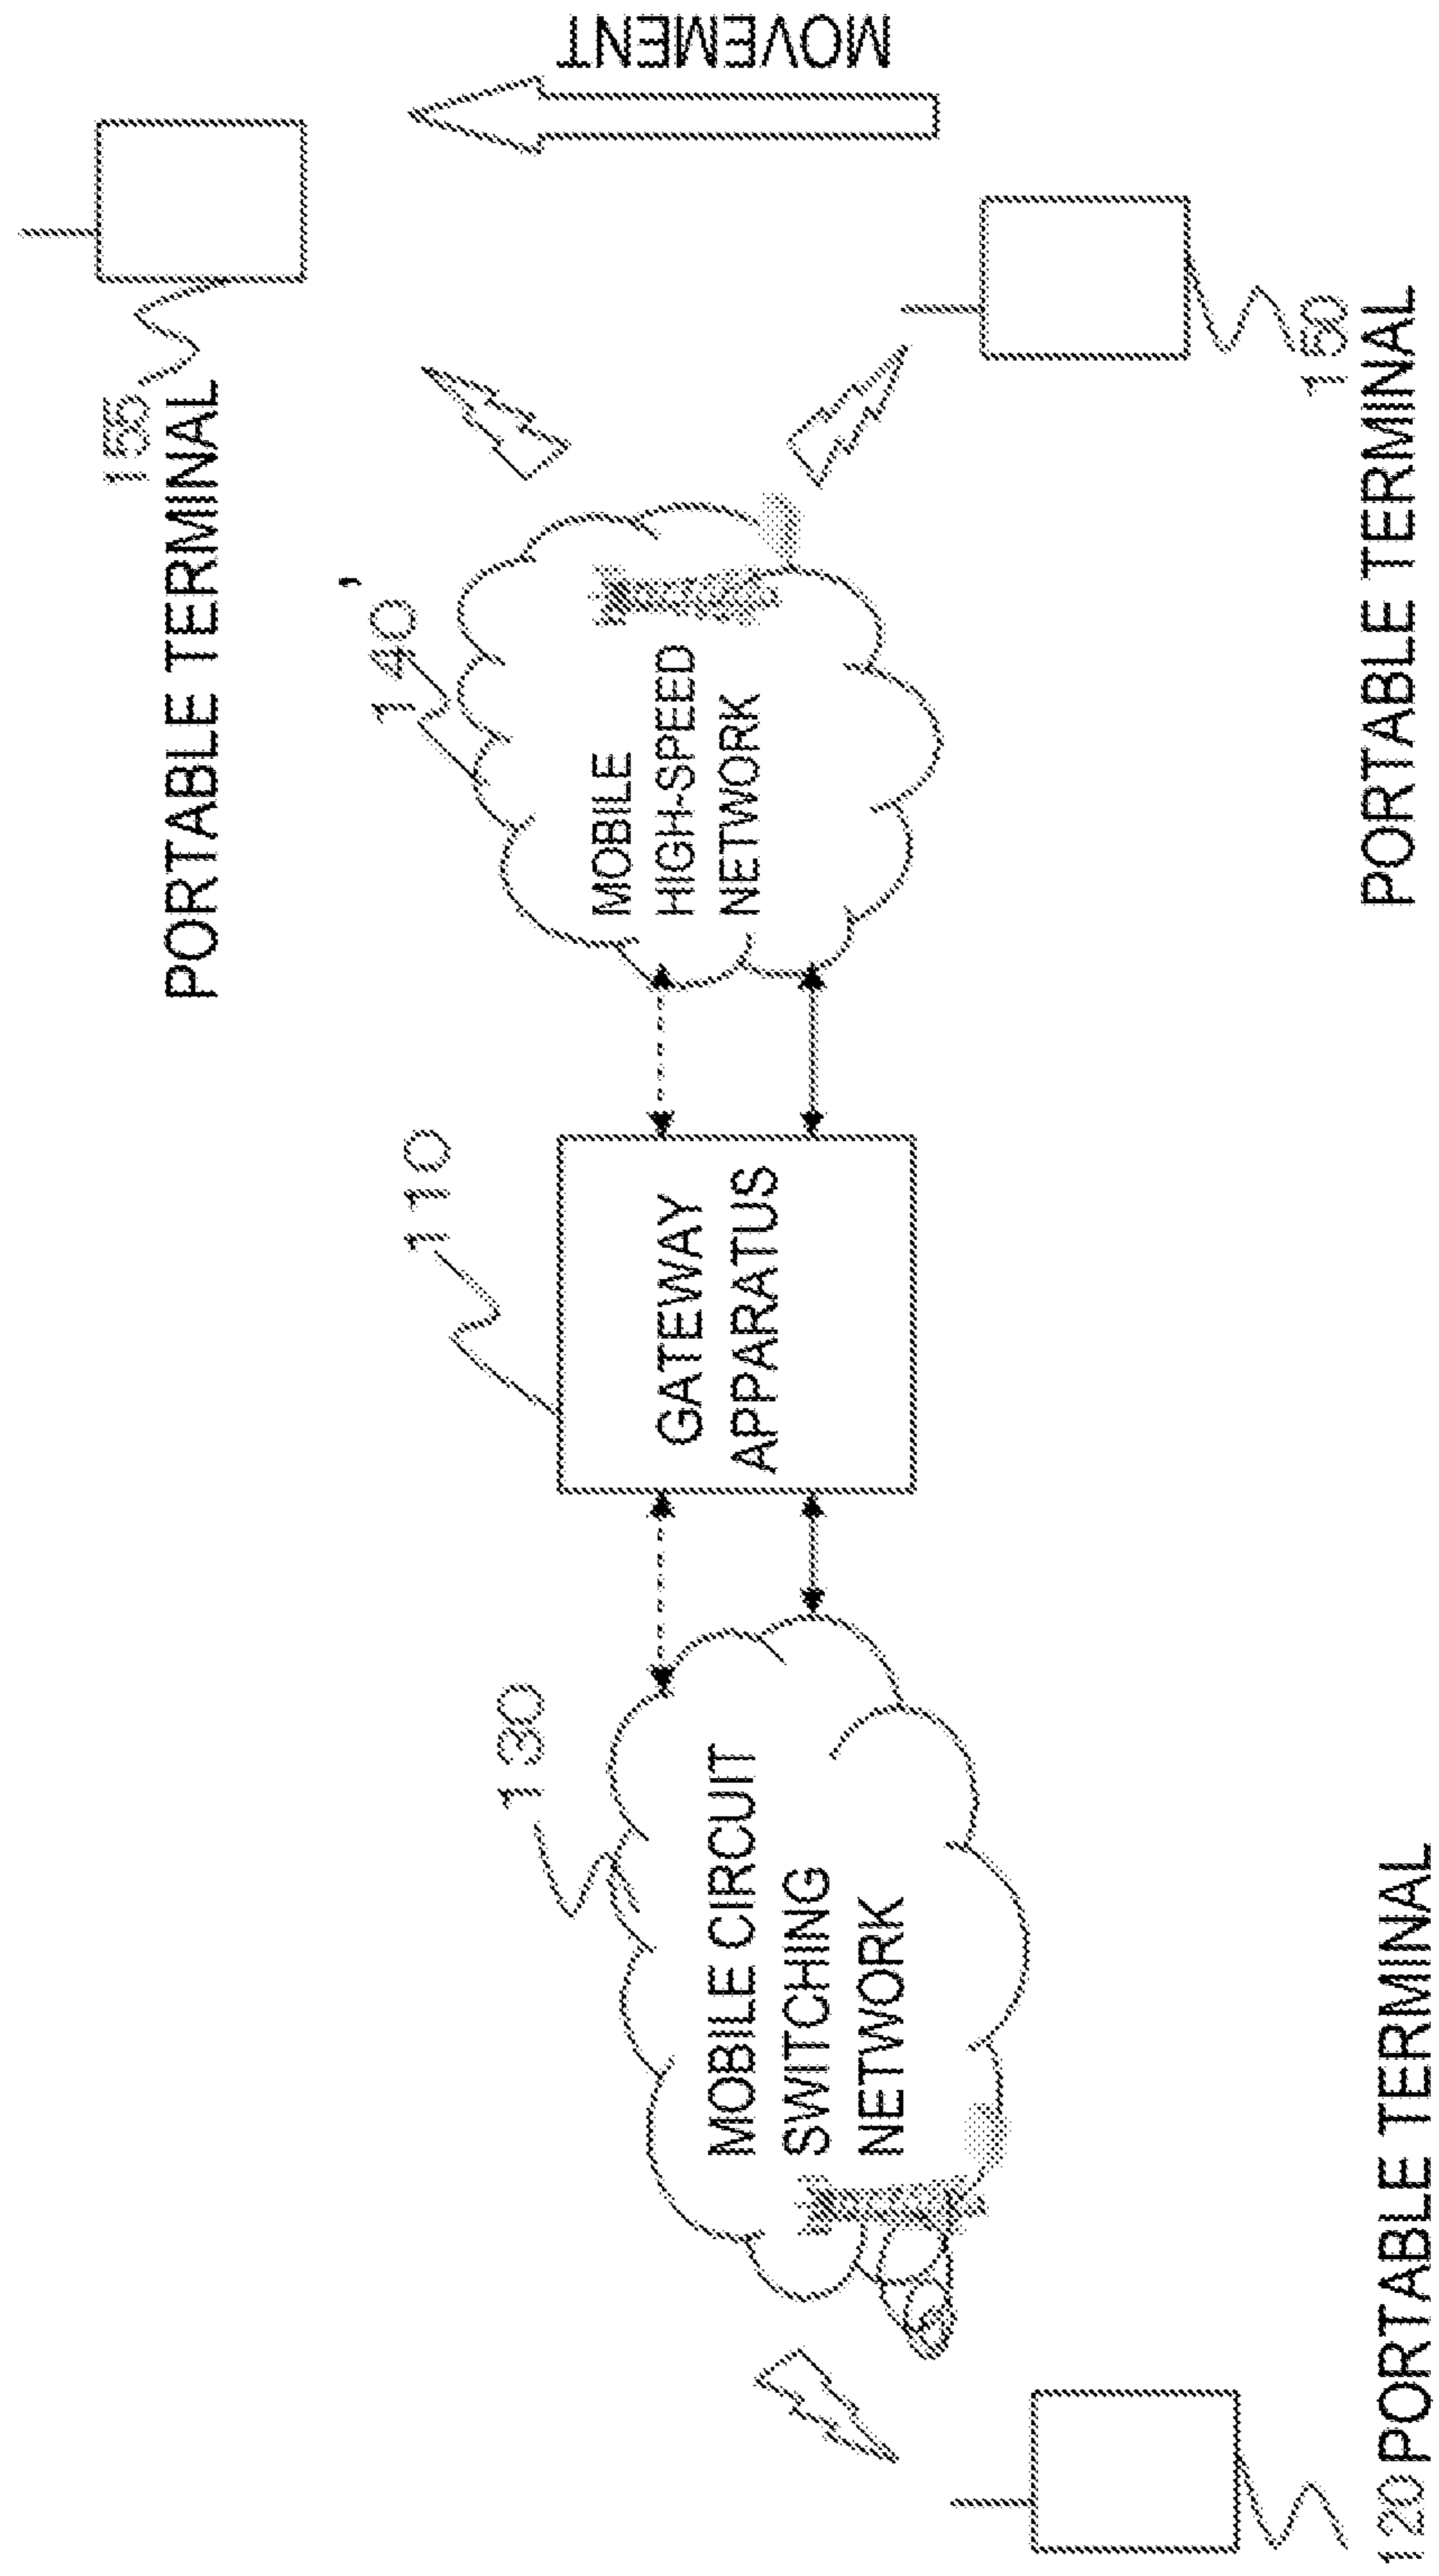 155
PORTABLE TERMINAL
MOVEMENT
140'
MOBILE
HIGH-SPEED
NETWORK
110
GATEWAY
APPARATUS
130
MOBILE CIRCUIT
SWITCHING
NETWORK
150
PORTABLE TERMINAL
120 PORTABLE TERMINAL